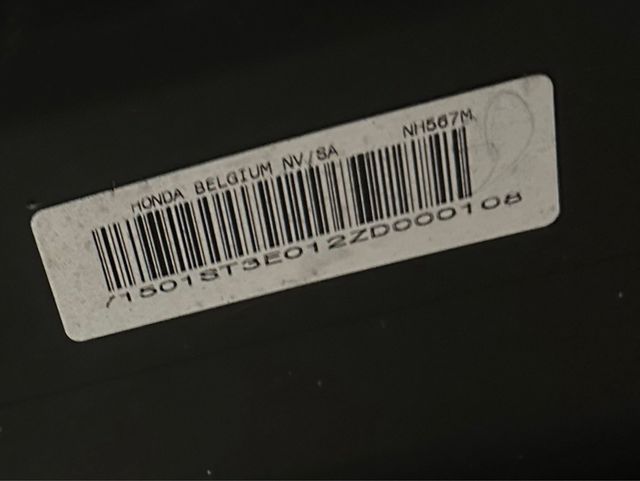 HONDA BELGIUM NV/SA NH567M
71501ST3E012ZD000108